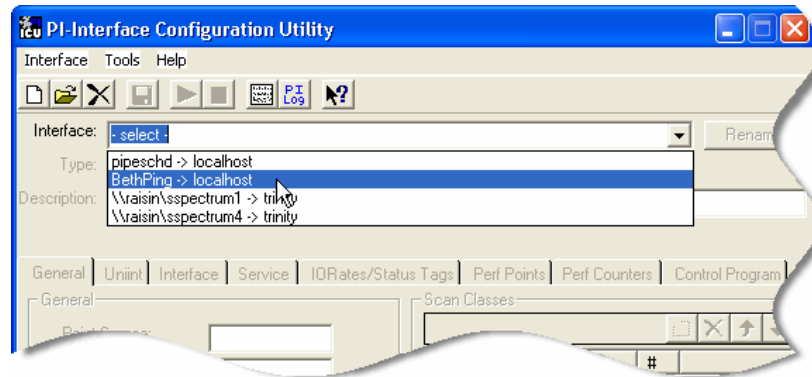 PI-Interface Configuration Utility
Interface Tools Help
PI Log
Interface: - select - Renam
Type: pipeschd -> localhost
BethPing -> localhost
Description: \\raisin\sspectrum1 -> trinity
\\raisin\sspectrum4 -> trinity
General Uniint Interface Service IORates/Status Tags Perf Points Perf Counters Control Program
General Scan Classes
#